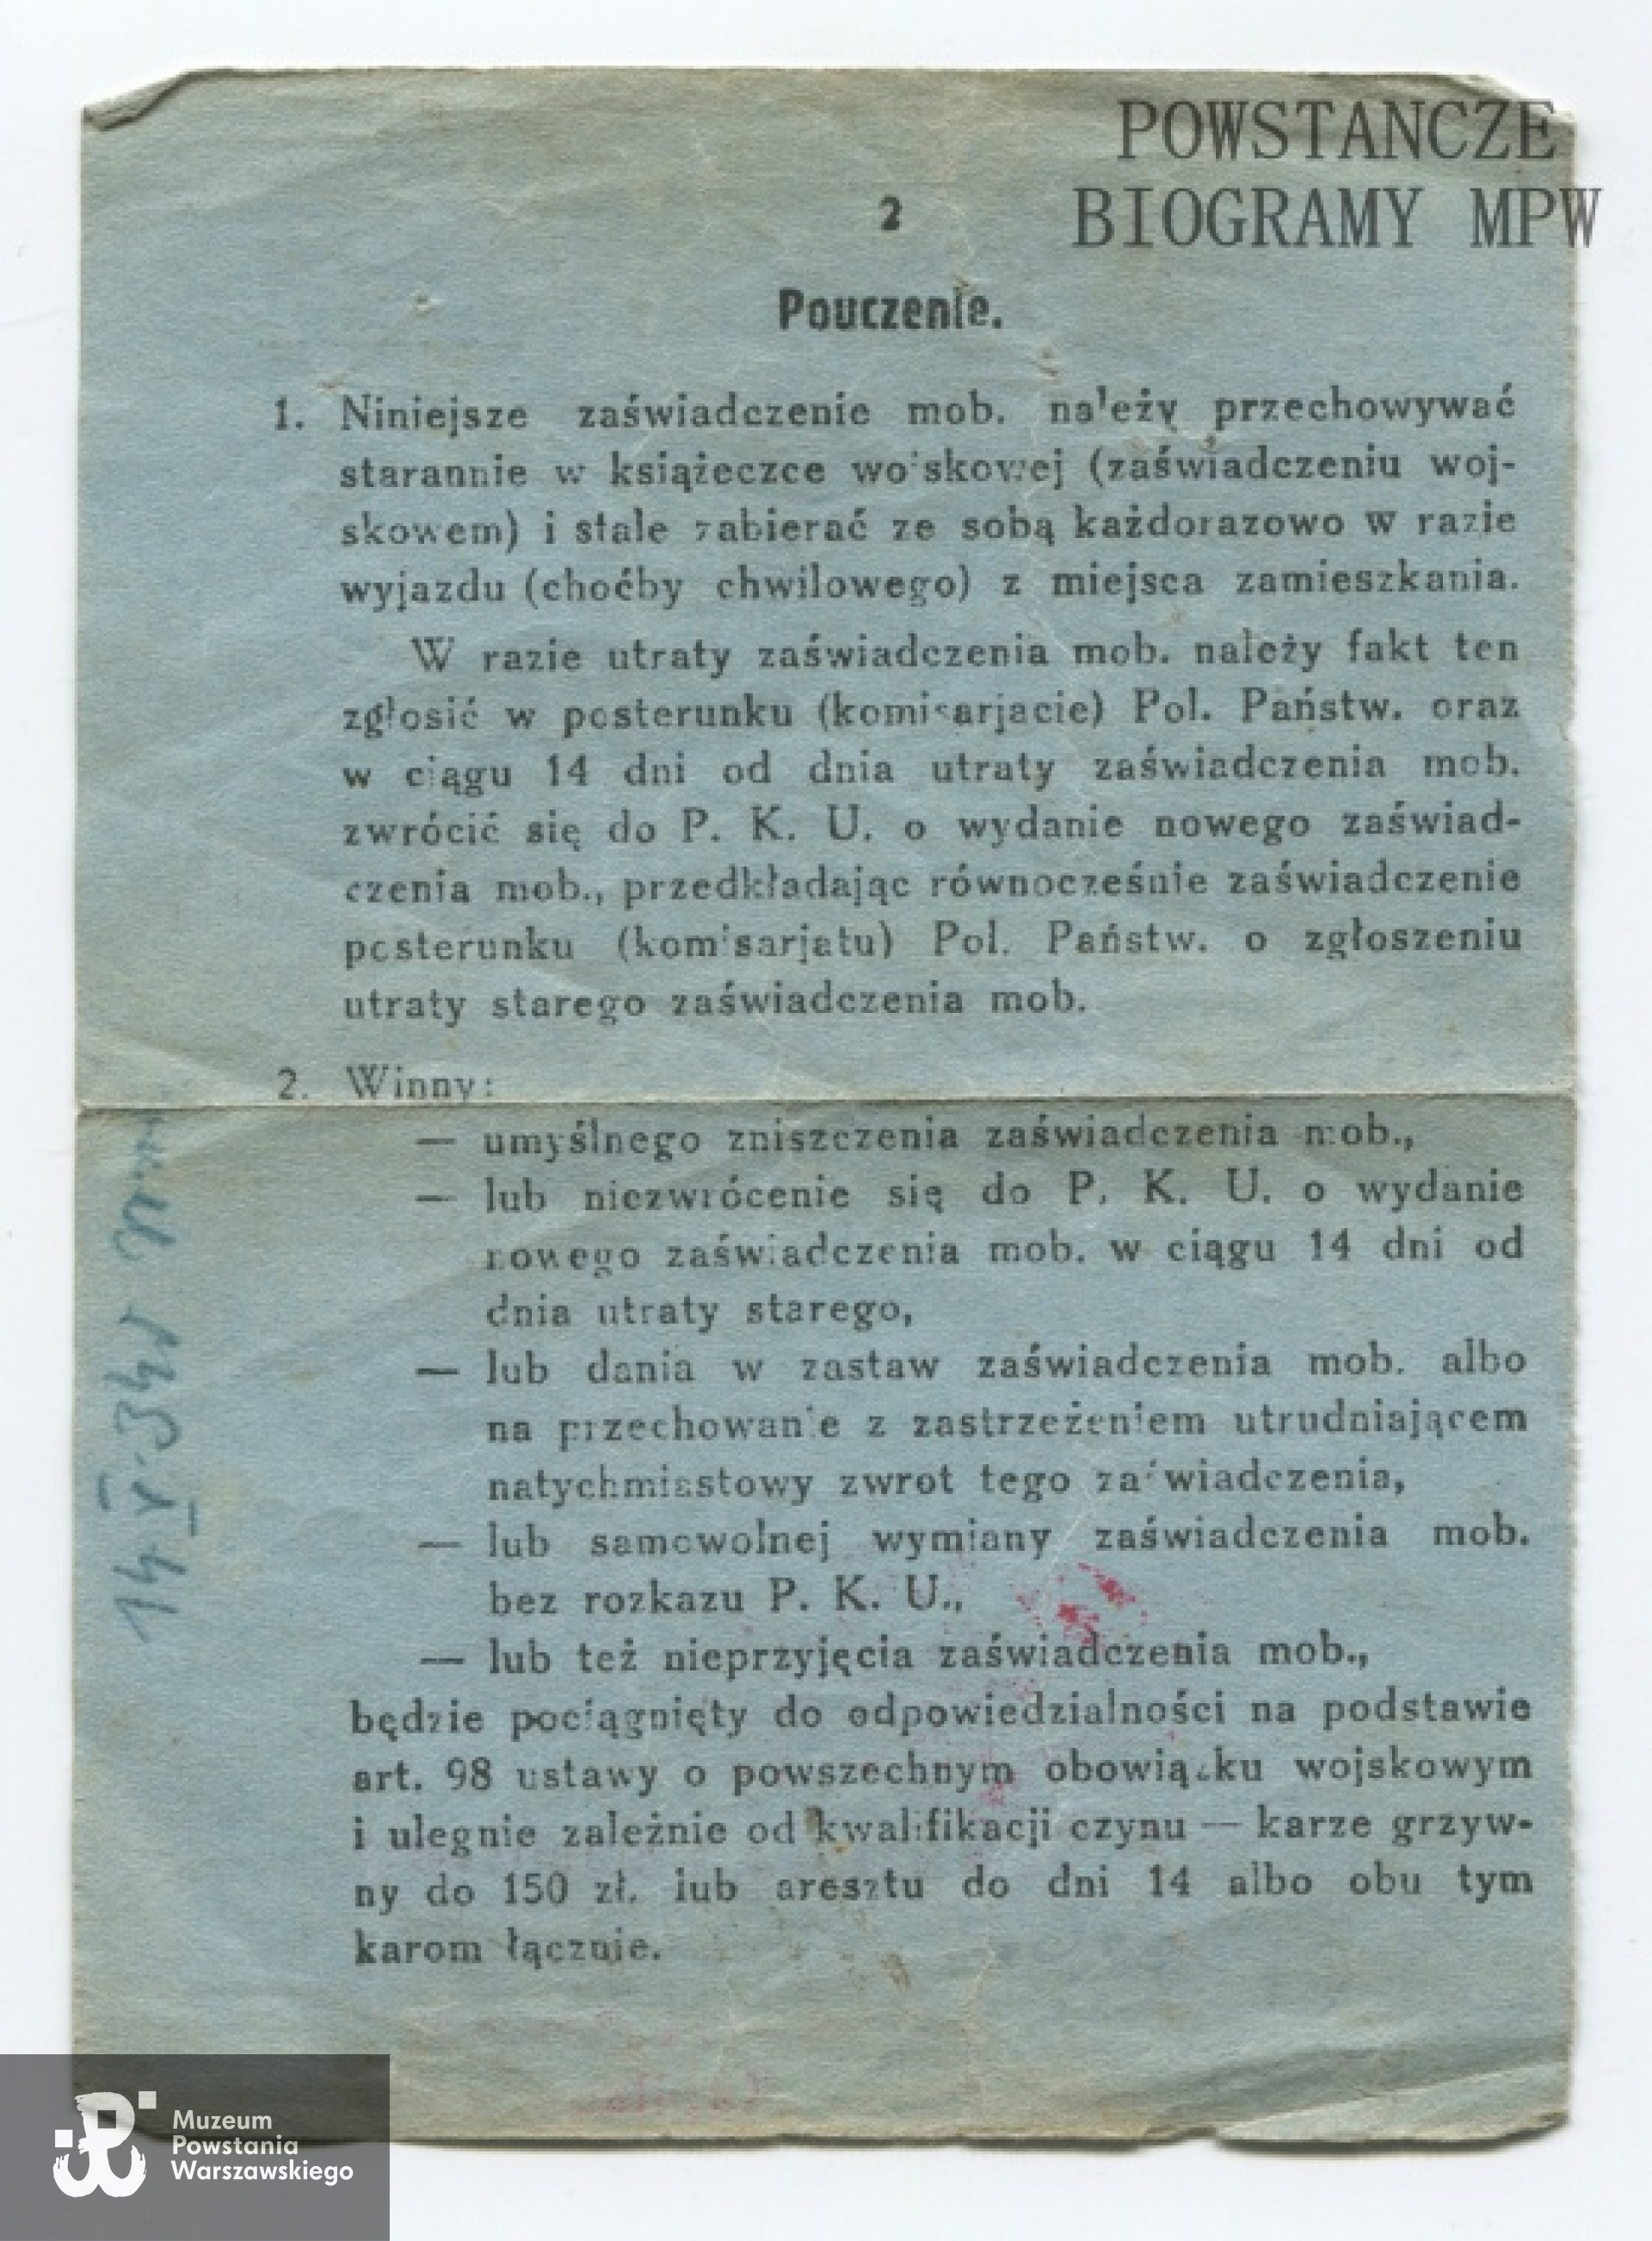 POWSTANCZE
BIOGRAMY MPW
2
Pouczenie.
1. Niniejsze zaświadczenie mob. należy przechowywać
starannie w książeczce wojskowej (zaświadczeniu woj-
skowem) i stale zabierać ze sobą każdorazowo w razie
wyjazdu (choćby chwilowego) z miejsca zamieszkania.
W razie utraty zaświadczenia mob. należy fakt ten
zgłosić w posterunku (komisarjacie) Pol. Państw. oraz
w ciągu 14 dni od dnia utraty zaświadczenia mob.
zwrócić się do P. K. U. o wydanie nowego zaświad-
czenia mob., przedkładając równocześnie zaświadczenie
posterunku (komisarjatu) Pol. Państw. o zgłoszeniu
utraty starego zaświadczenia mob.
2. Winny:
— umyślnego zniszczenia zaświadczenia mob.,
— lub niezwrócenie się do P. K. U. o wydanie
nowego zaświadczenia mob. w ciągu 14 dni od
dnia utraty starego,
— lub dania w zastaw zaświadczenia mob. albo
na przechowanie z zastrzeżeniem utrudniającem
natychmiastowy zwrot tego zaświadczenia,
— lub samowolnej wymiany zaświadczenia mob.
bez rozkazu P. K. U.,
— lub też nieprzyjęcia zaświadczenia mob.,
będzie pociągnięty do odpowiedzialności na podstawie
art. 98 ustawy o powszechnym obowiązku wojskowym
i ulegnie zależnie od kwalifikacji czynu — karze grzyw-
ny do 150 zł. lub aresztu do dni 14 albo obu tym
karom łącznie.
14 V. 34r
Muzeum
Powstania
Warszawskiego